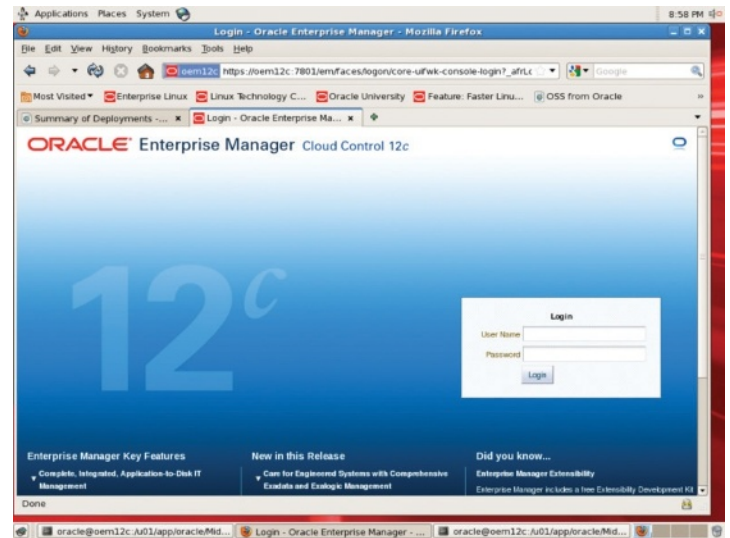 Applications Places System 8:58 PM
Login - Oracle Enterprise Manager - Mozilla Firefox
File Edit View History Bookmarks Tools Help
oem12c https://oem12c:7801/em/faces/logon/core-uifwk-console-login?_afrLc Google
Most Visited Enterprise Linux Linux Technology C... Oracle University Feature: Faster Linu... OSS from Oracle »
Summary of Deployments -... Login - Oracle Enterprise Ma...
ORACLE Enterprise Manager Cloud Control 12c
12c
Login
User Name
Password
Login
Enterprise Manager Key Features New in this Release Did you know...
Complete, Integrated, Application-to-Disk IT Management
Care for Engineered Systems with Comprehensive Exadata and Exalogic Management
Enterprise Manager Extensibility
Enterprise Manager includes a free Extensibility Development Kit
Done
oracle@oem12c:/u01/app/oracle/Mid... Login - Oracle Enterprise Manager - ... oracle@oem12c:/u01/app/oracle/Mid...